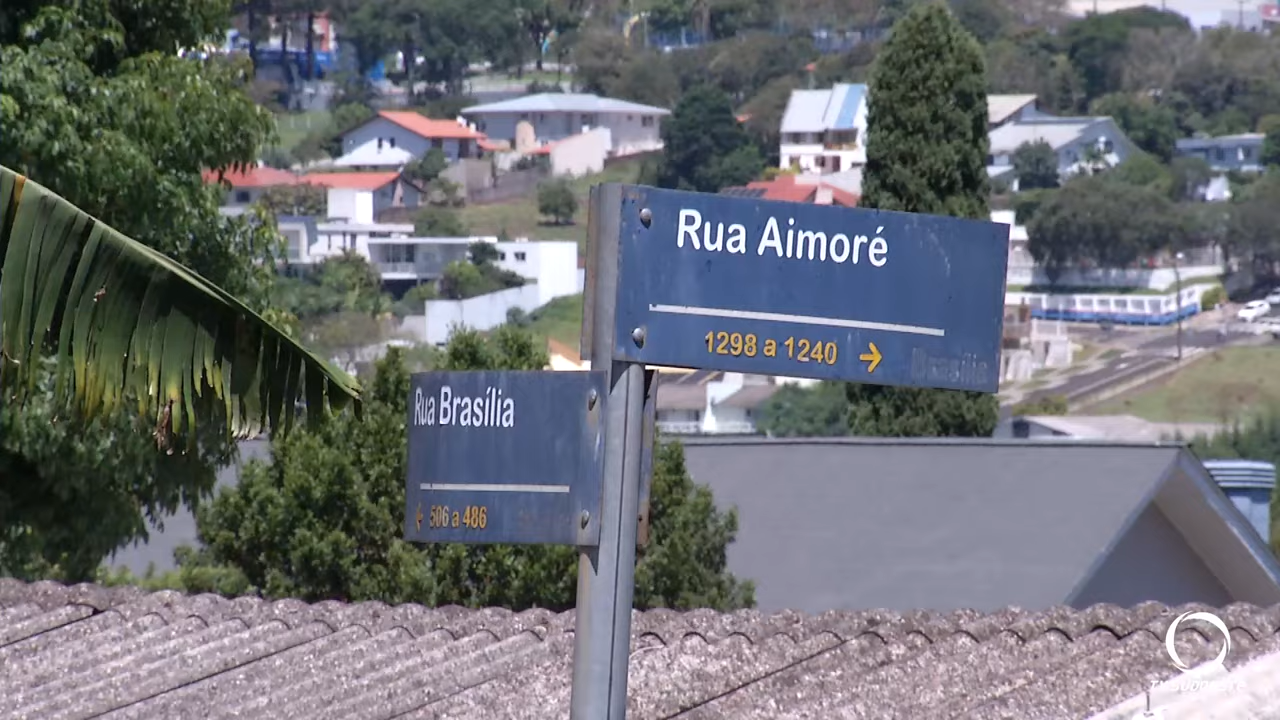 Rua Aimoré
1298 a 1240 →
Brasília
Rua Brasília
← 506 a 486